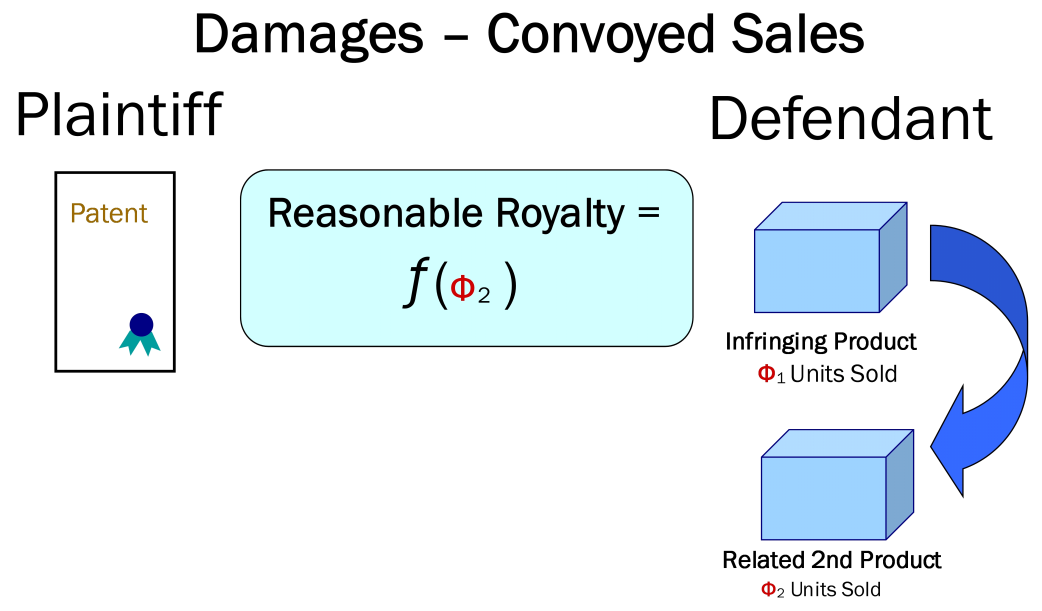 Damages – Convoyed Sales
Plaintiff
Defendant
Patent
Reasonable Royalty =
f(Φ2 )
Infringing Product
Φ1 Units Sold
Related 2nd Product
Φ2 Units Sold